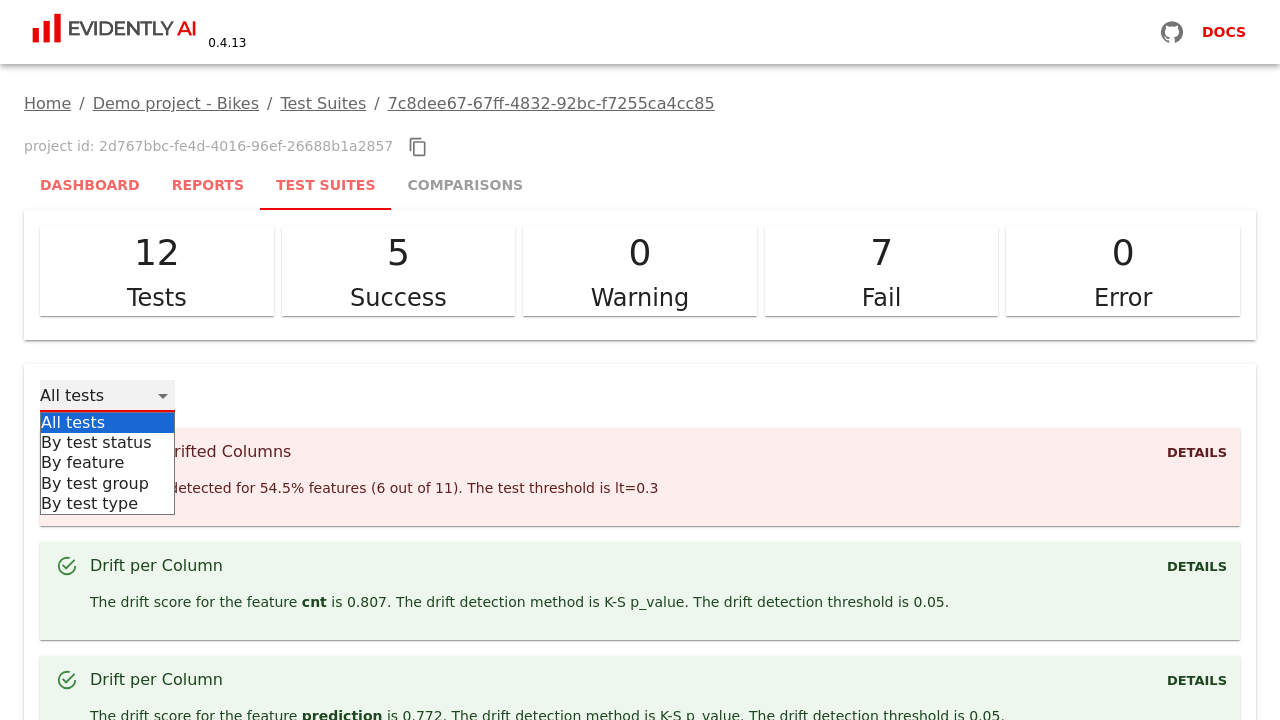 EVIDENTLY AI 0.4.13 DOCS
Home / Demo project - Bikes / Test Suites / 7c8dee67-67ff-4832-92bc-f7255ca4cc85
project id: 2d767bbc-fe4d-4016-96ef-26688b1a2857
DASHBOARD REPORTS TEST SUITES COMPARISONS
12 5 0 7 0
Tests Success Warning Fail Error
All tests
All tests
By test status
By feature
By test group
By test type
rifted Columns DETAILS
detected for 54.5% features (6 out of 11). The test threshold is lt=0.3
Drift per Column DETAILS
The drift score for the feature cnt is 0.807. The drift detection method is K-S p_value. The drift detection threshold is 0.05.
Drift per Column DETAILS
The drift score for the feature prediction is 0.772. The drift detection method is K-S p_value. The drift detection threshold is 0.05.